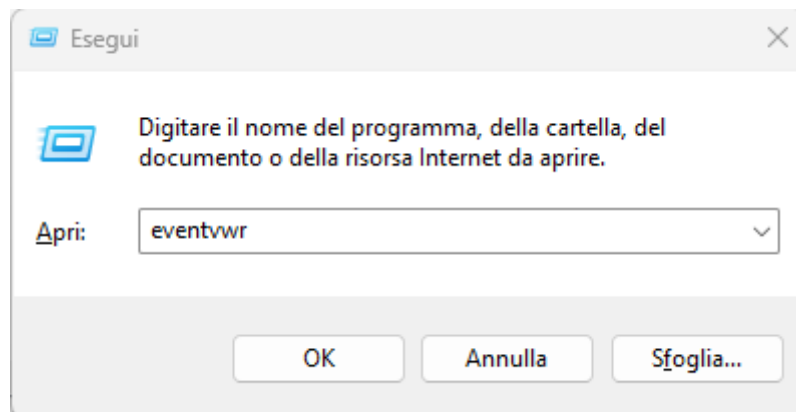 Esegui
Digitare il nome del programma, della cartella, del
documento o della risorsa Internet da aprire.
Apri: eventvwr
OK Annulla Sfoglia...